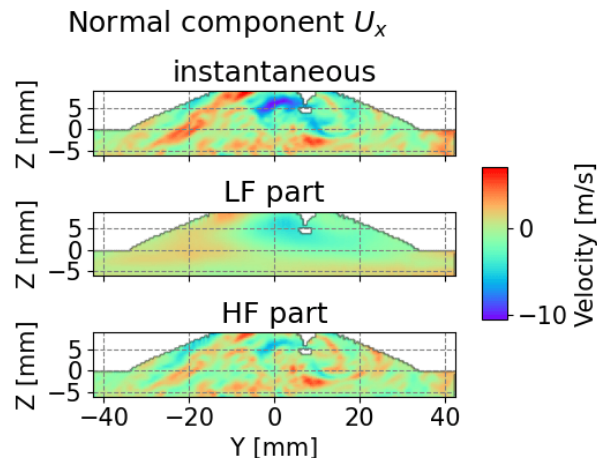 Normal component Uₓ
instantaneous
Z [mm]
5
0
−5
LF part
Z [mm]
5
0
−5
HF part
Z [mm]
5
0
−5
−40 −20 0 20 40
Y [mm]
0
−10
Velocity [m/s]